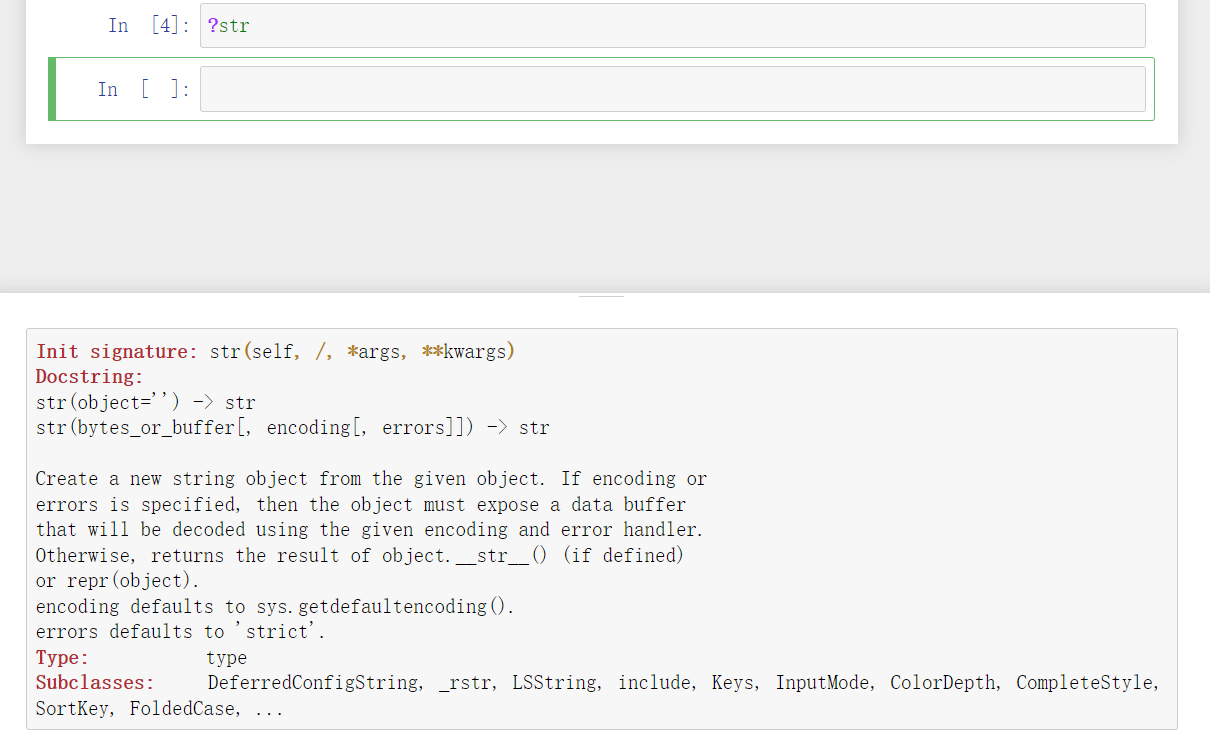 In [4]: ?str
In [ ]:
Init signature: str(self, /, *args, **kwargs)
Docstring:
str(object='') -> str
str(bytes_or_buffer[, encoding[, errors]]) -> str
Create a new string object from the given object. If encoding or
errors is specified, then the object must expose a data buffer
that will be decoded using the given encoding and error handler.
Otherwise, returns the result of object.__str__() (if defined)
or repr(object).
encoding defaults to sys.getdefaultencoding().
errors defaults to 'strict'.
Type: type
Subclasses: DeferredConfigString, _rstr, LSString, include, Keys, InputMode, ColorDepth, CompleteStyle,
SortKey, FoldedCase, ...